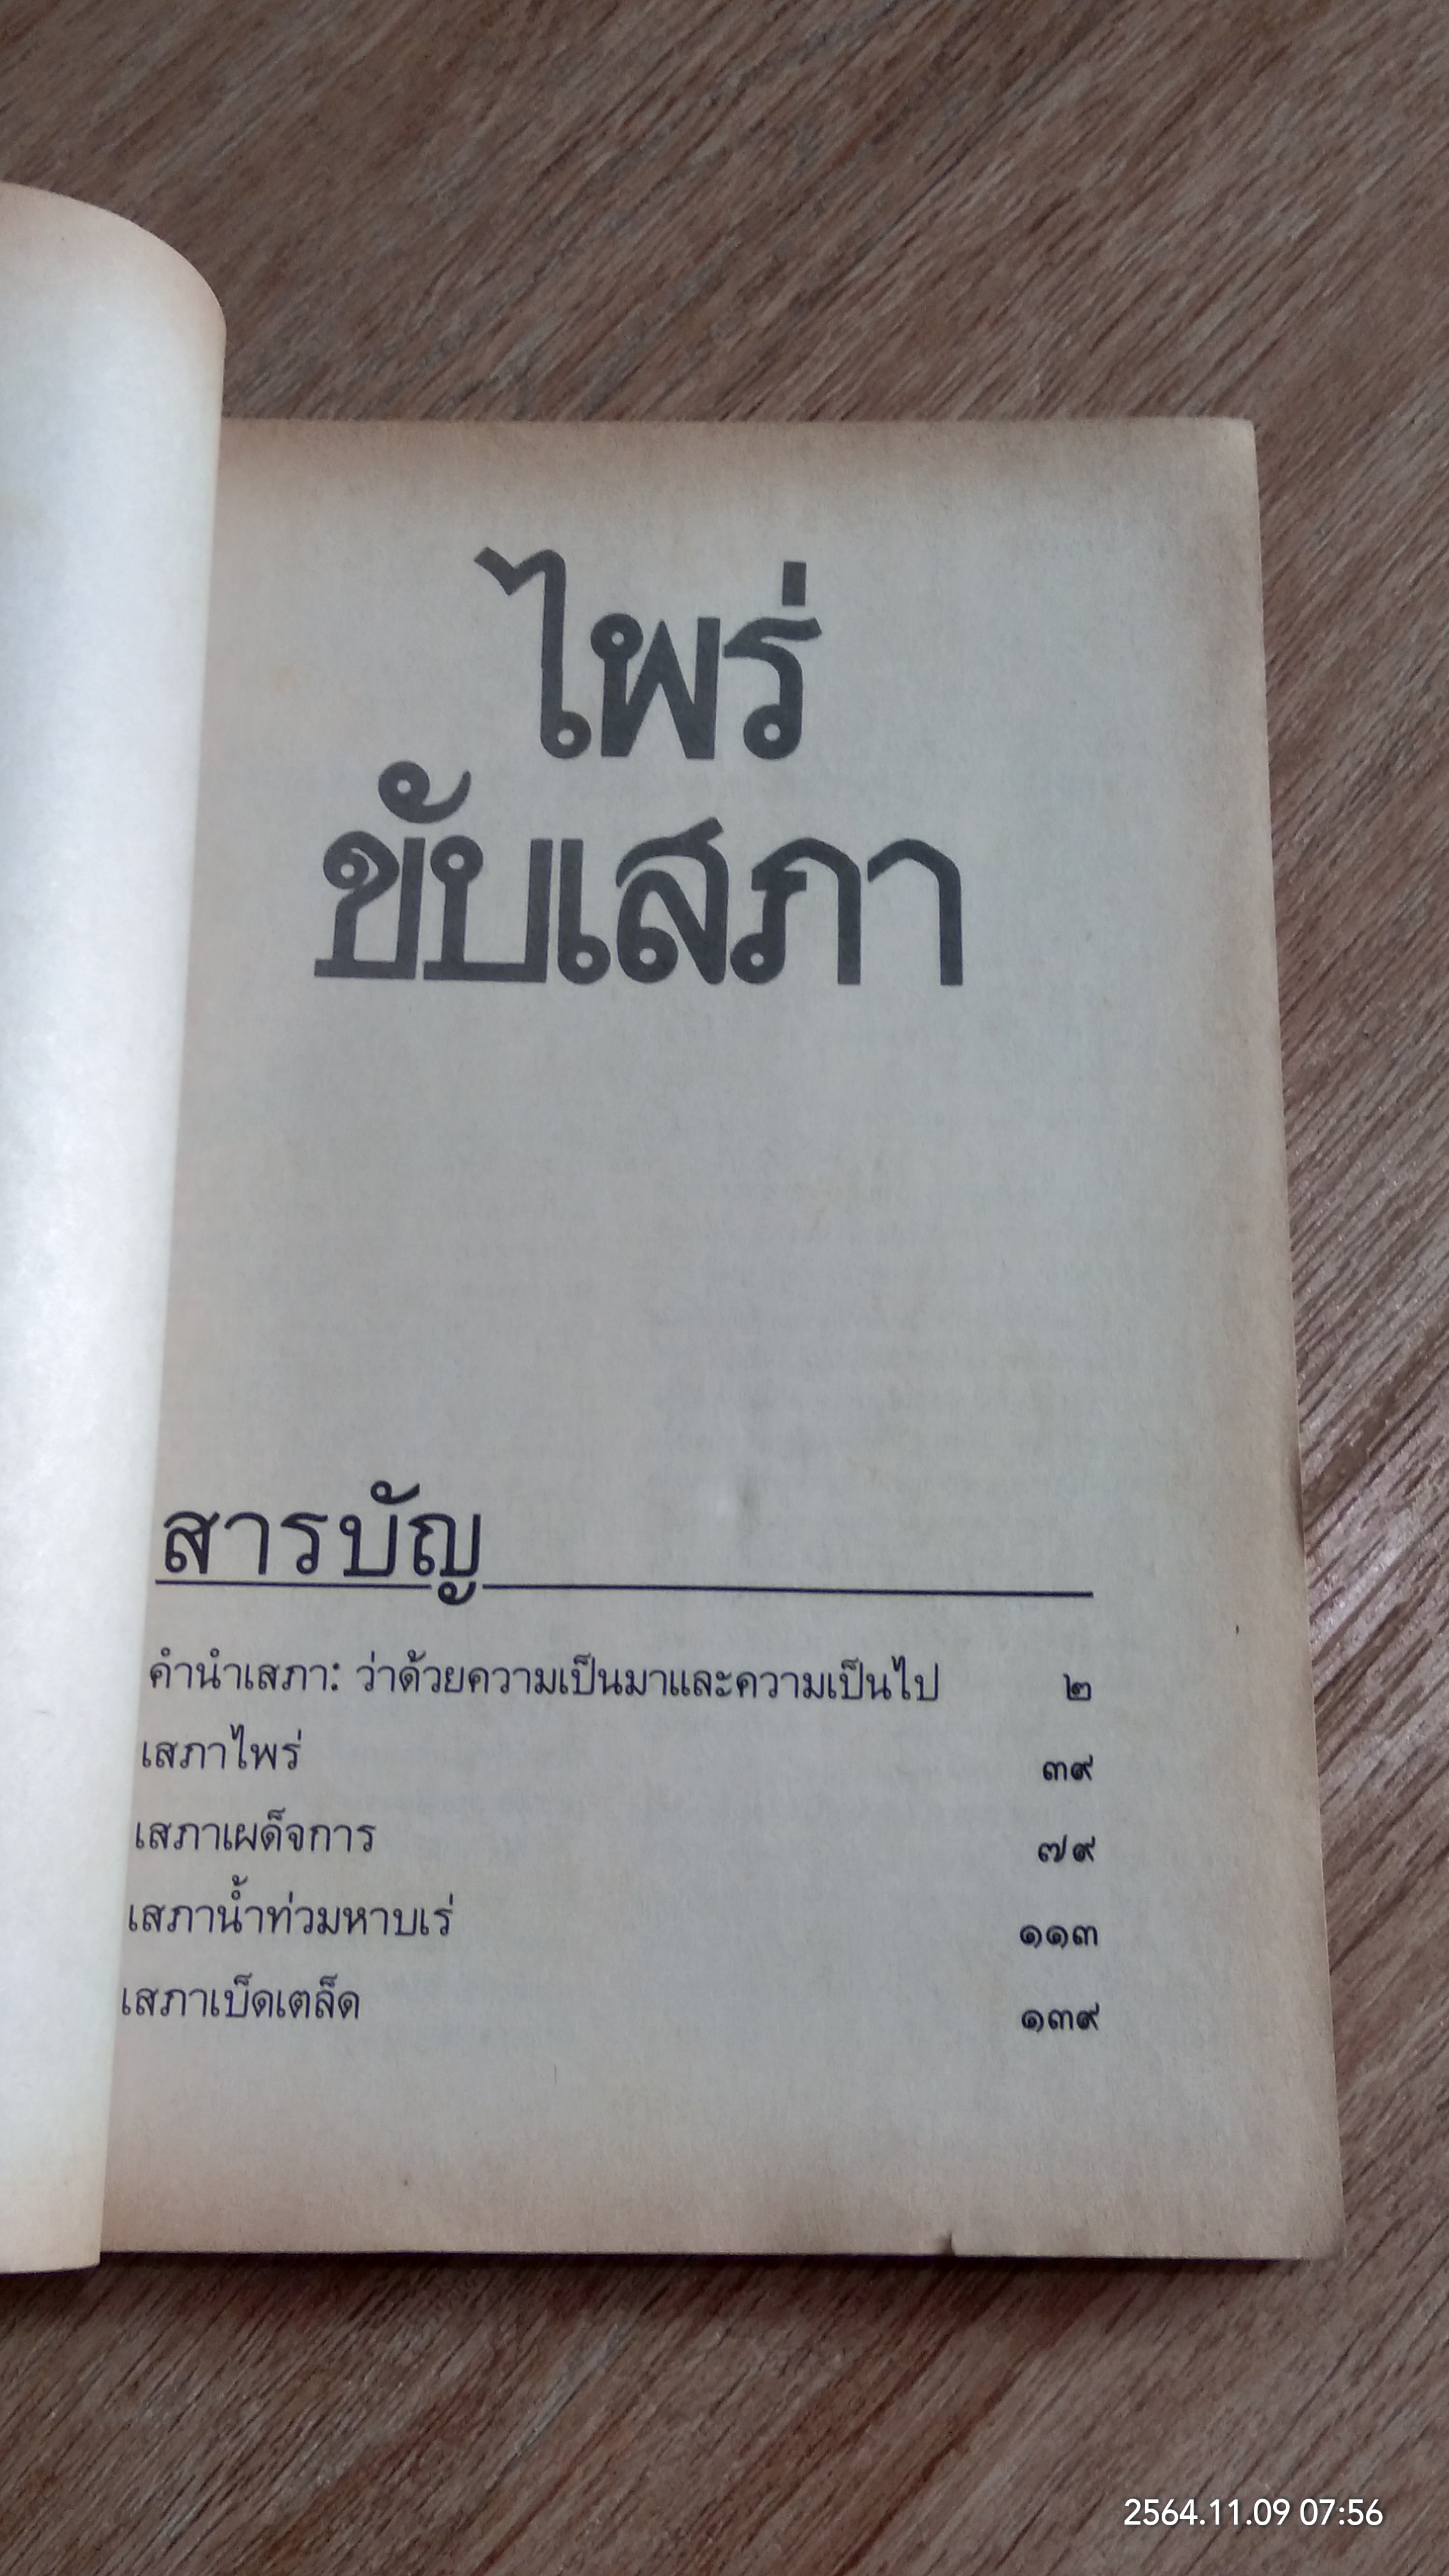 ไพร่
ขับเสภา
สารบัญ
คำนำเสภา: ว่าด้วยความเป็นมาและความเป็นไป ๒
เสภาไพร่ ๓๙
เสภาเผด็จการ ๗๙
เสภาน้ำท่วมหาบเร่ ๑๑๓
เสภาเบ็ดเตล็ด ๑๓๙
2564.11.09 07:56